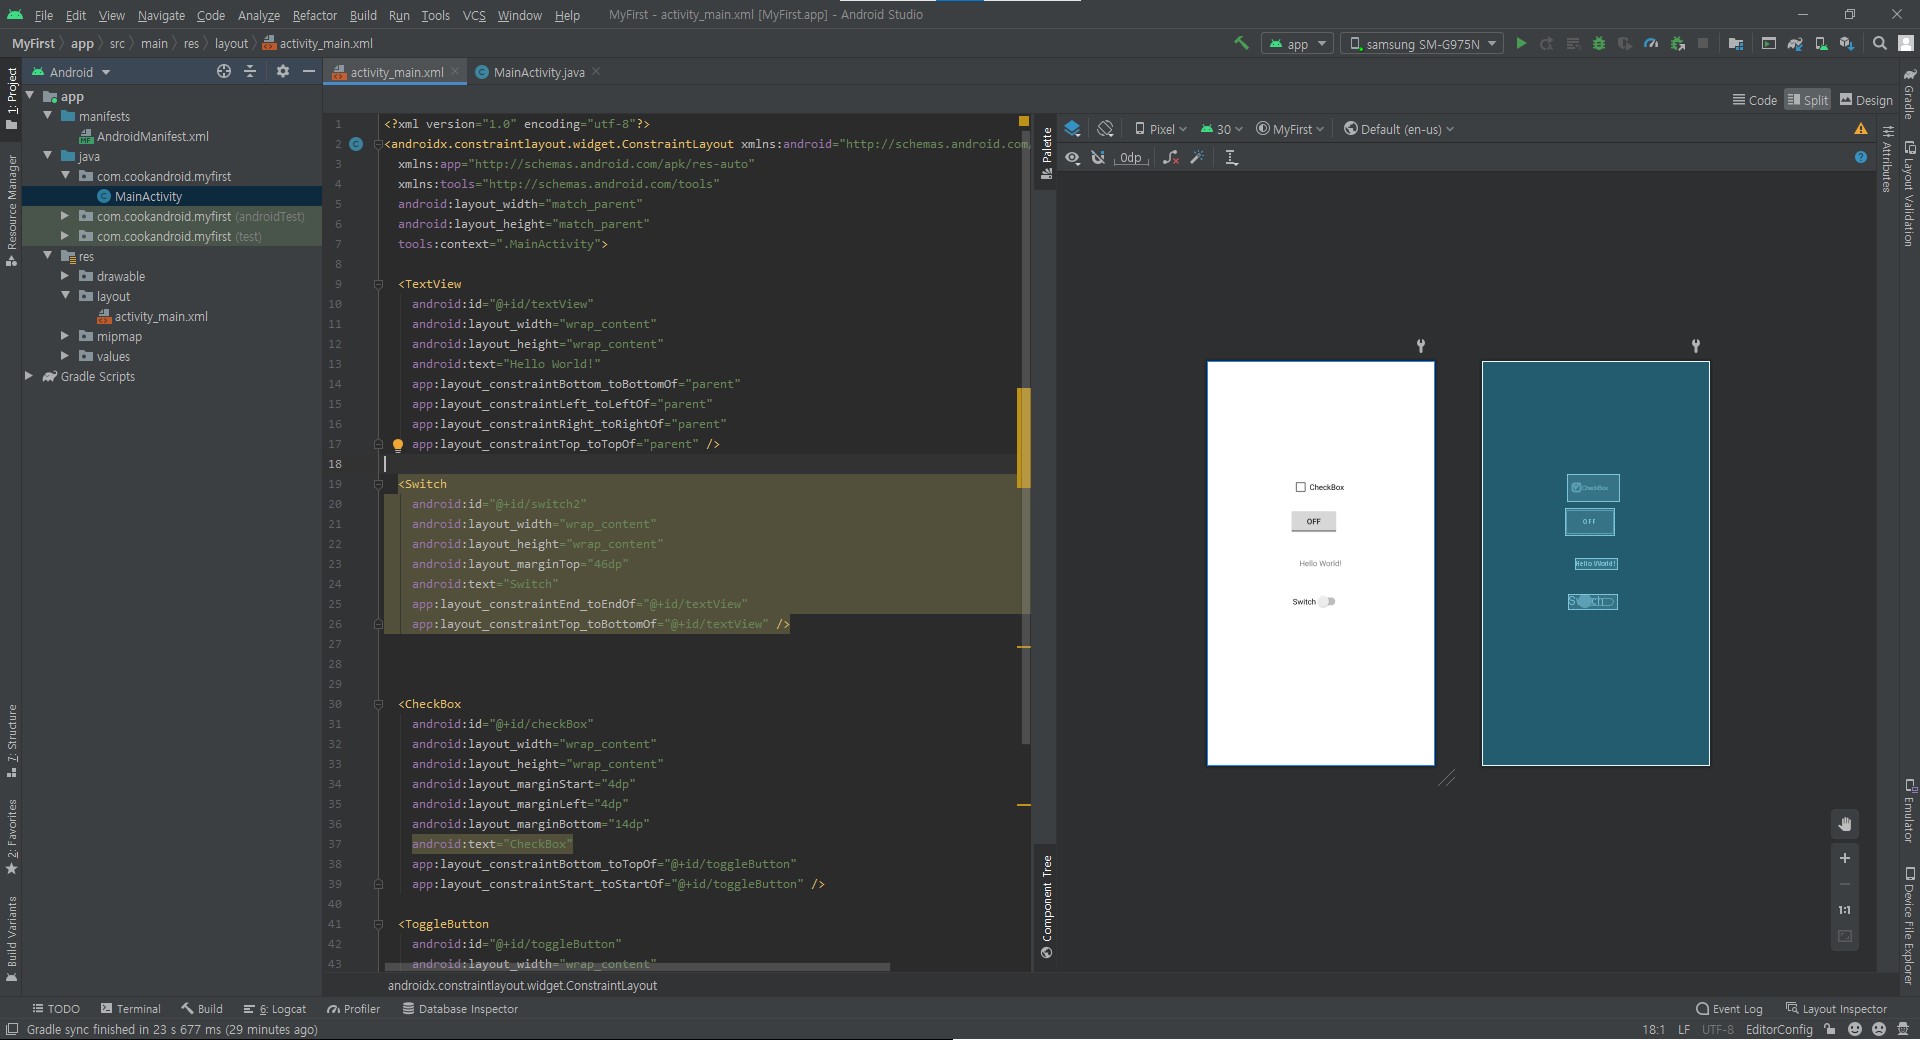 File Edit View Navigate Code Analyze Refactor Build Run Tools VCS Window Help MyFirst - activity_main.xml [MyFirst.app] - Android Studio
MyFirst app src main res layout activity_main.xml
app samsung SM-G975N
Android
activity_main.xml MainActivity.java
Code Split Design
1: Project
Resource Manager
7: Structure
2: Favorites
Build Variants
app
manifests
AndroidManifest.xml
java
com.cookandroid.myfirst
MainActivity
com.cookandroid.myfirst (androidTest)
com.cookandroid.myfirst (test)
res
drawable
layout
activity_main.xml
mipmap
values
Gradle Scripts
1 <?xml version="1.0" encoding="utf-8"?>
2 <androidx.constraintlayout.widget.ConstraintLayout xmlns:android="http://schemas.android.com/
3 xmlns:app="http://schemas.android.com/apk/res-auto"
4 xmlns:tools="http://schemas.android.com/tools"
5 android:layout_width="match_parent"
6 android:layout_height="match_parent"
7 tools:context=".MainActivity">
8
9 <TextView
10 android:id="@+id/textView"
11 android:layout_width="wrap_content"
12 android:layout_height="wrap_content"
13 android:text="Hello World!"
14 app:layout_constraintBottom_toBottomOf="parent"
15 app:layout_constraintLeft_toLeftOf="parent"
16 app:layout_constraintRight_toRightOf="parent"
17 app:layout_constraintTop_toTopOf="parent" />
18
19 <Switch
20 android:id="@+id/switch2"
21 android:layout_width="wrap_content"
22 android:layout_height="wrap_content"
23 android:layout_marginTop="46dp"
24 android:text="Switch"
25 app:layout_constraintEnd_toEndOf="@+id/textView"
26 app:layout_constraintTop_toBottomOf="@+id/textView" />
27
28
29
30 <CheckBox
31 android:id="@+id/checkBox"
32 android:layout_width="wrap_content"
33 android:layout_height="wrap_content"
34 android:layout_marginStart="4dp"
35 android:layout_marginLeft="4dp"
36 android:layout_marginBottom="14dp"
37 android:text="CheckBox"
38 app:layout_constraintBottom_toTopOf="@+id/toggleButton"
39 app:layout_constraintStart_toStartOf="@+id/toggleButton" />
40
41 <ToggleButton
42 android:id="@+id/toggleButton"
43 android:layout_width="wrap_content"
androidx.constraintlayout.widget.ConstraintLayout
Palette
Component Tree
Pixel 30 MyFirst Default (en-us)
0dp
CheckBox
OFF
Hello World!
Switch
CheckBox
OFF
Hello World!
Switch
1:1
Attributes
Gradle
Layout Validation
Emulator
Device File Explorer
TODO Terminal Build 6: Logcat Profiler Database Inspector Event Log Layout Inspector
Gradle sync finished in 23 s 677 ms (29 minutes ago) 18:1 LF UTF-8 EditorConfig